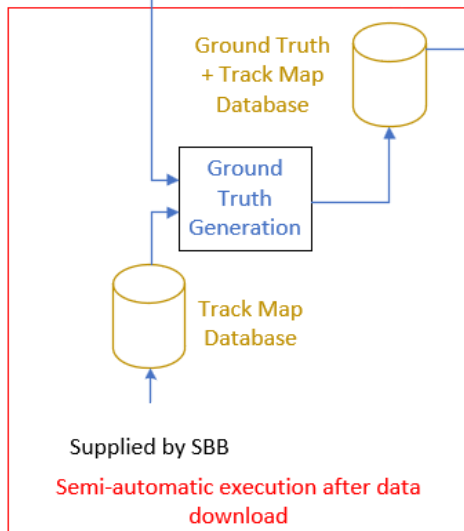 Ground Truth
+ Track Map
Database
Ground
Truth
Generation
Track Map
Database
Supplied by SBB
Semi-automatic execution after data
download